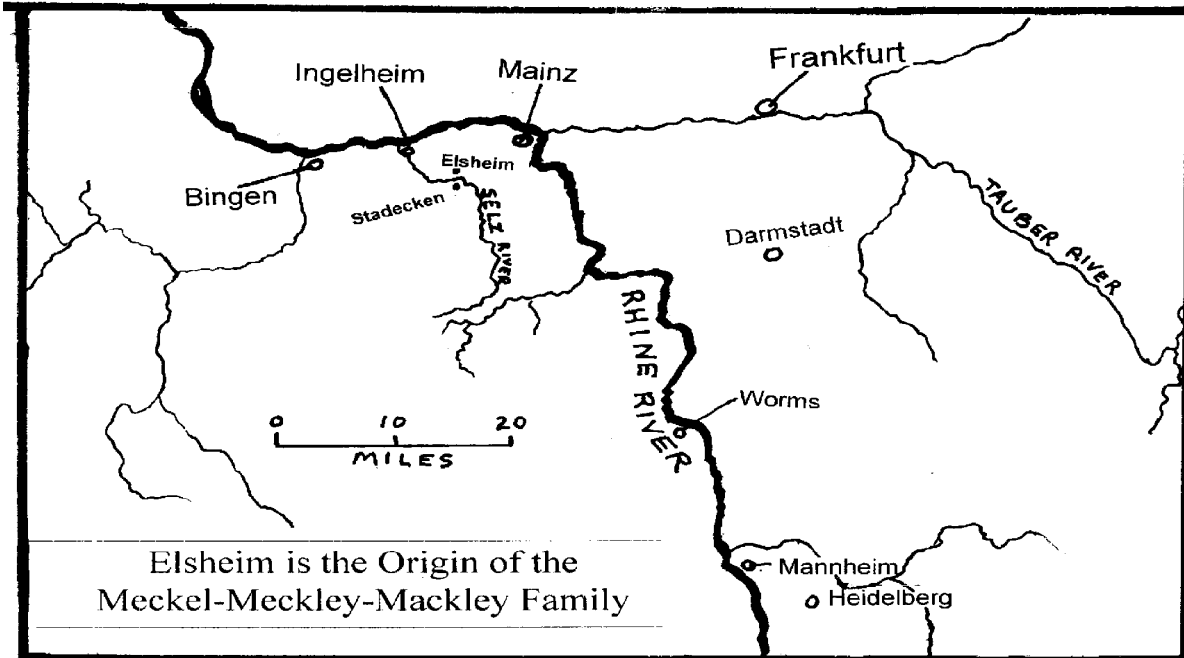 Frankfurt
Ingelheim
Mainz
Elsheim
Bingen
Stadecken
SELZ RIVER
TAUBER RIVER
Darmstadt
RHINE RIVER
Worms
0 10 20
MILES
Elsheim is the Origin of the
Meckel-Meckley-Mackley Family
Mannheim
Heidelberg